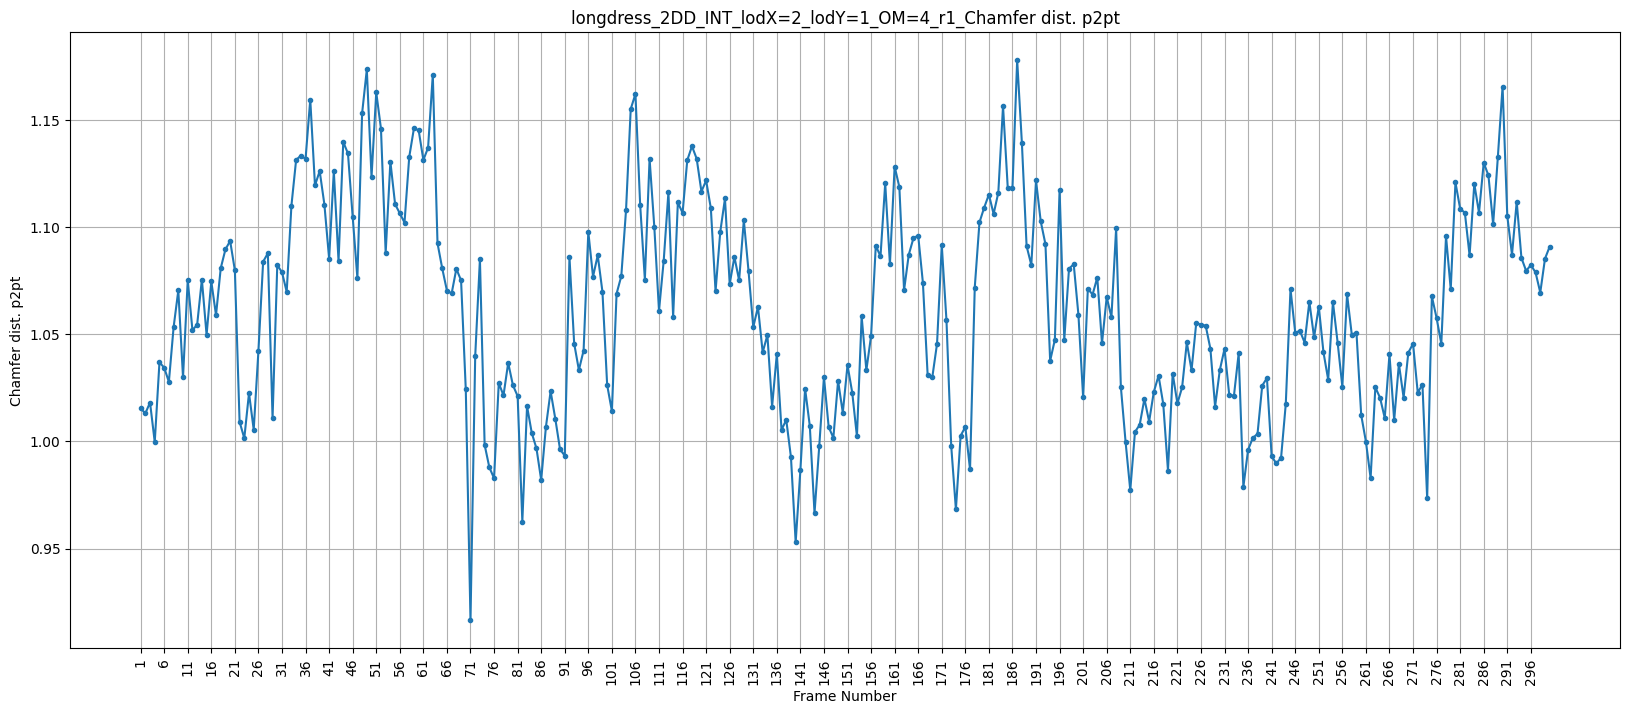 longdress_2DD_INT_lodX=2_lodY=1_OM=4_r1_Chamfer dist. p2pt
Chamfer dist. p2pt
1.15
1.10
1.05
1.00
0.95
1 6 11 16 21 26 31 36 41 46 51 56 61 66 71 76 81 86 91 96 101 106 111 116 121 126 131 136 141 146 151 156 161 166 171 176 181 186 191 196 201 206 211 216 221 226 231 236 241 246 251 256 261 266 271 276 281 286 291 296
Frame Number